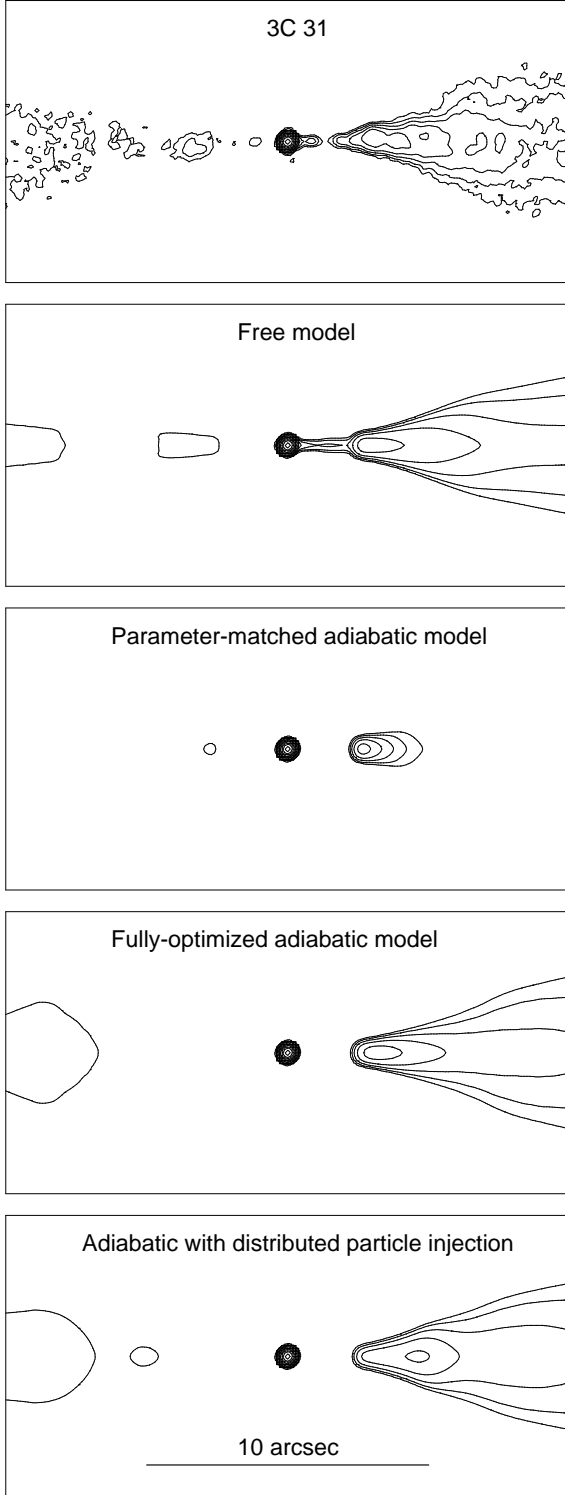 3C 31
Free model
Parameter-matched adiabatic model
Fully-optimized adiabatic model
Adiabatic with distributed particle injection
10 arcsec